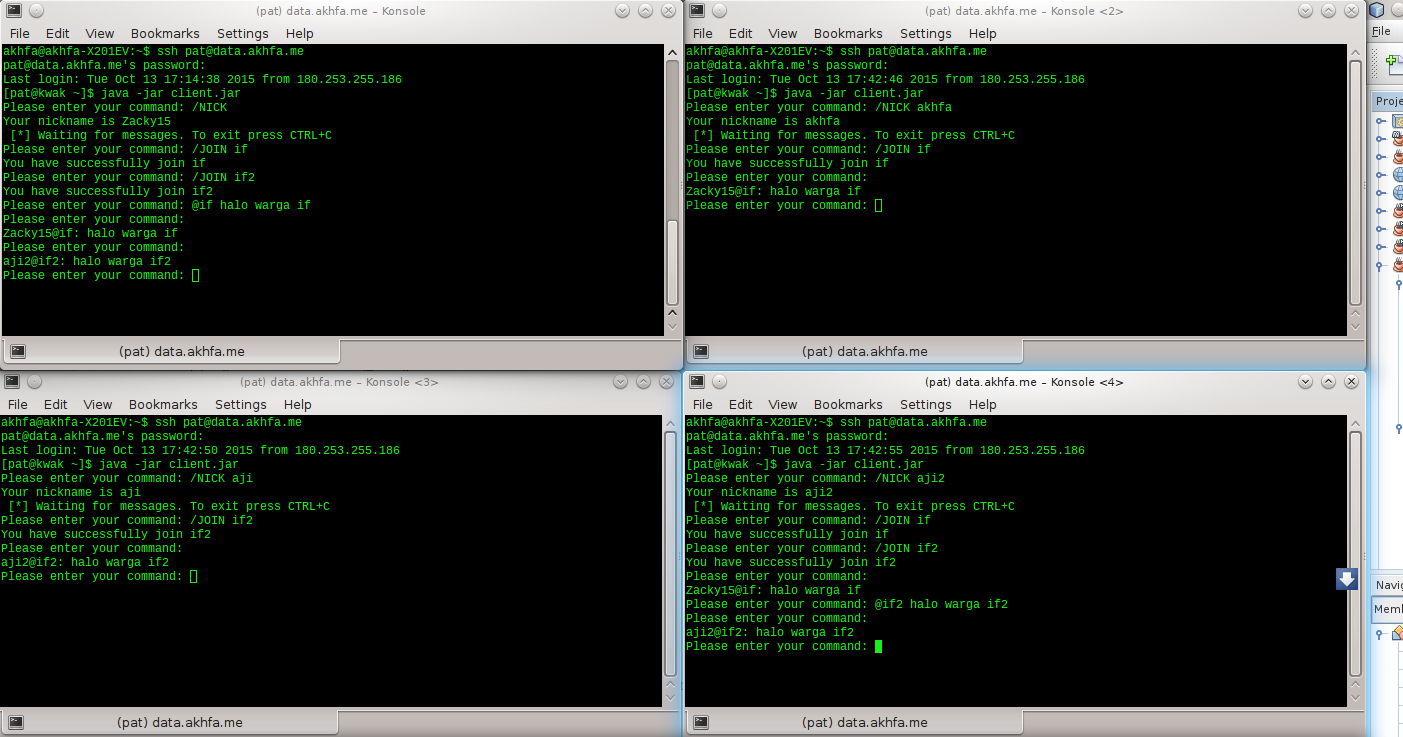 (pat) data.akhfa.me – Konsole
File Edit View Bookmarks Settings Help
akhfa@akhfa-X201EV:~$ ssh pat@data.akhfa.me
pat@data.akhfa.me's password:
Last login: Tue Oct 13 17:14:38 2015 from 180.253.255.186
[pat@kwak ~]$ java -jar client.jar
Please enter your command: /NICK
Your nickname is Zacky15
[*] Waiting for messages. To exit press CTRL+C
Please enter your command: /JOIN if
You have successfully join if
Please enter your command: /JOIN if2
You have successfully join if2
Please enter your command: @if halo warga if
Please enter your command:
Zacky15@if: halo warga if
Please enter your command:
aji2@if2: halo warga if2
Please enter your command:
(pat) data.akhfa.me
(pat) data.akhfa.me – Konsole <2>
File Edit View Bookmarks Settings Help
akhfa@akhfa-X201EV:~$ ssh pat@data.akhfa.me
pat@data.akhfa.me's password:
Last login: Tue Oct 13 17:42:46 2015 from 180.253.255.186
[pat@kwak ~]$ java -jar client.jar
Please enter your command: /NICK akhfa
Your nickname is akhfa
[*] Waiting for messages. To exit press CTRL+C
Please enter your command: /JOIN if
You have successfully join if
Please enter your command:
Zacky15@if: halo warga if
Please enter your command:
(pat) data.akhfa.me
(pat) data.akhfa.me – Konsole <3>
File Edit View Bookmarks Settings Help
akhfa@akhfa-X201EV:~$ ssh pat@data.akhfa.me
pat@data.akhfa.me's password:
Last login: Tue Oct 13 17:42:50 2015 from 180.253.255.186
[pat@kwak ~]$ java -jar client.jar
Please enter your command: /NICK aji
Your nickname is aji
[*] Waiting for messages. To exit press CTRL+C
Please enter your command: /JOIN if2
You have successfully join if2
Please enter your command:
aji2@if2: halo warga if2
Please enter your command:
(pat) data.akhfa.me
(pat) data.akhfa.me – Konsole <4>
File Edit View Bookmarks Settings Help
akhfa@akhfa-X201EV:~$ ssh pat@data.akhfa.me
pat@data.akhfa.me's password:
Last login: Tue Oct 13 17:42:55 2015 from 180.253.255.186
[pat@kwak ~]$ java -jar client.jar
Please enter your command: /NICK aji2
Your nickname is aji2
[*] Waiting for messages. To exit press CTRL+C
Please enter your command: /JOIN if
You have successfully join if
Please enter your command: /JOIN if2
You have successfully join if2
Please enter your command:
Zacky15@if: halo warga if
Please enter your command: @if2 halo warga if2
Please enter your command:
aji2@if2: halo warga if2
Please enter your command:
(pat) data.akhfa.me
File
Proje
Navig
Memb